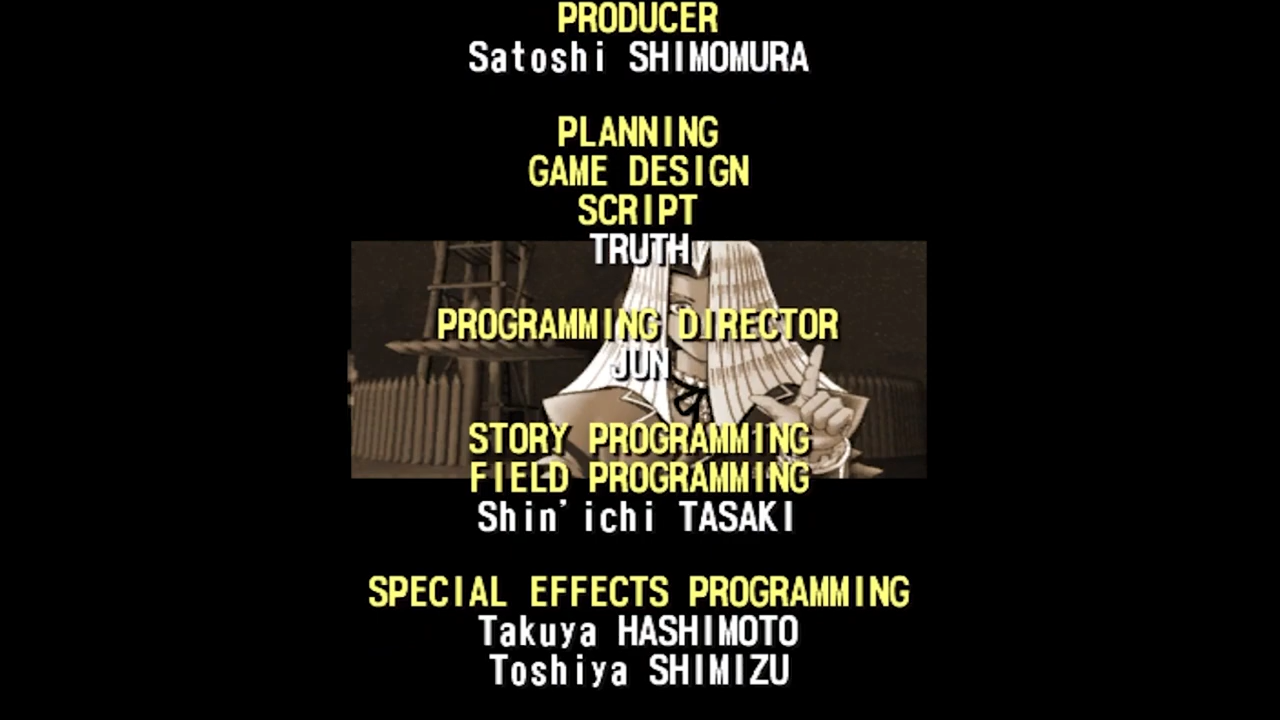 PRODUCER
Satoshi SHIMOMURA
PLANNING
GAME DESIGN
SCRIPT
TRUTH
PROGRAMMING DIRECTOR
JUN
STORY PROGRAMMING
FIELD PROGRAMMING
Shin'ichi TASAKI
SPECIAL EFFECTS PROGRAMMING
Takuya HASHIMOTO
Toshiya SHIMIZU